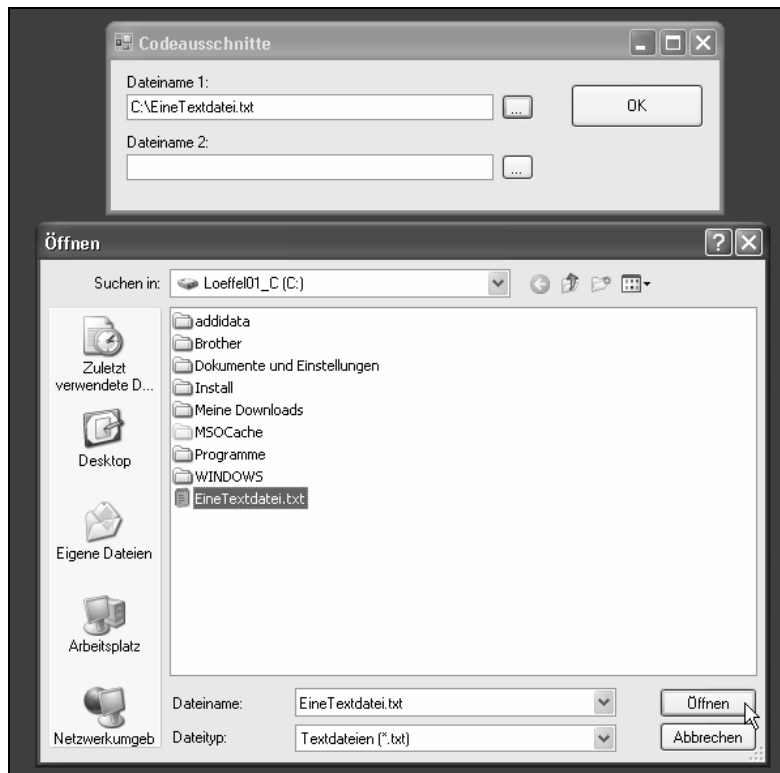 Codeausschnitte
Dateiname 1:
C:\EineTextdatei.txt
...
OK
Dateiname 2:
...
Öffnen
Suchen in:
Loeffel01_C (C:)
addidata
Brother
Dokumente und Einstellungen
Install
Meine Downloads
MSOCache
Programme
WINDOWS
EineTextdatei.txt
Zuletzt
verwendete D...
Desktop
Eigene Dateien
Arbeitsplatz
Netzwerkumgeb
Dateiname:
EineTextdatei.txt
Öffnen
Dateityp:
Textdateien (*.txt)
Abbrechen